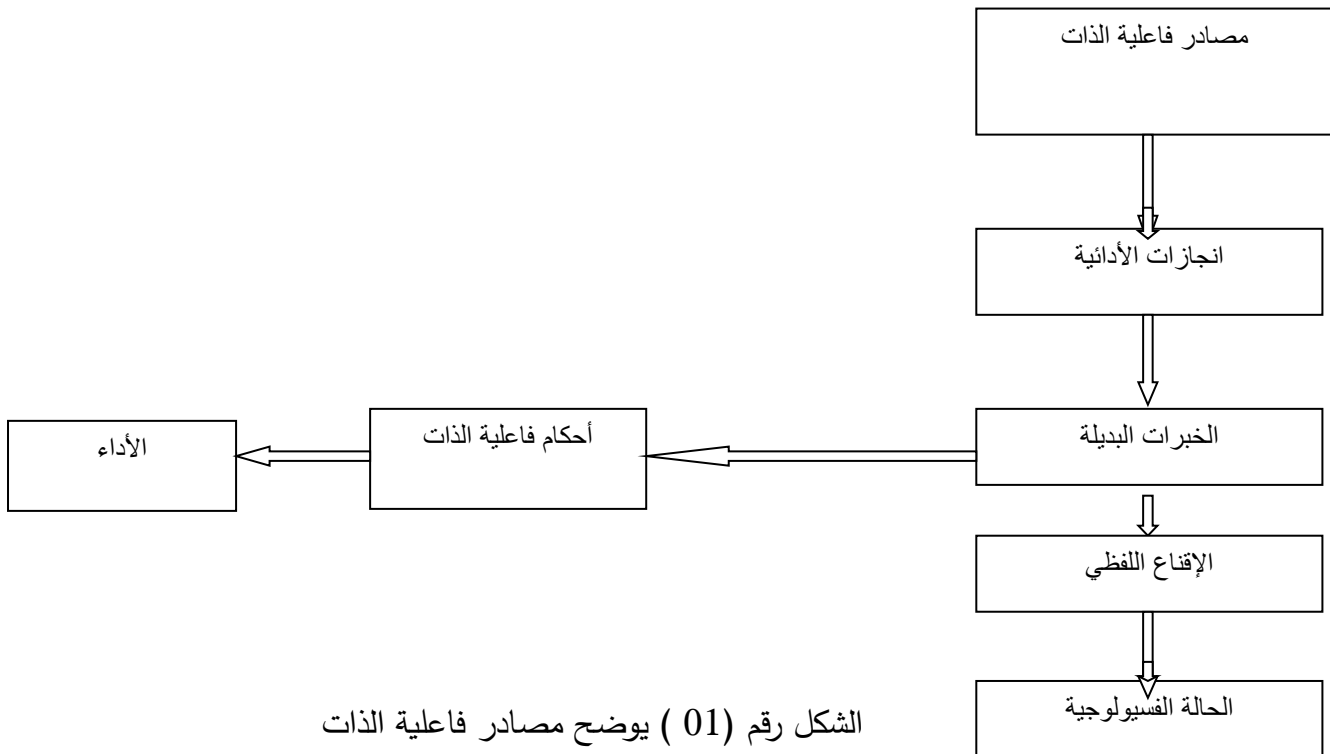 مصادر فاعلية الذات
انجازات الأدائية
الخبرات البديلة
أحكام فاعلية الذات
الأداء
الإقناع اللفظي
الحالة الفسيولوجية
الشكل رقم (01 ) يوضح مصادر فاعلية الذات